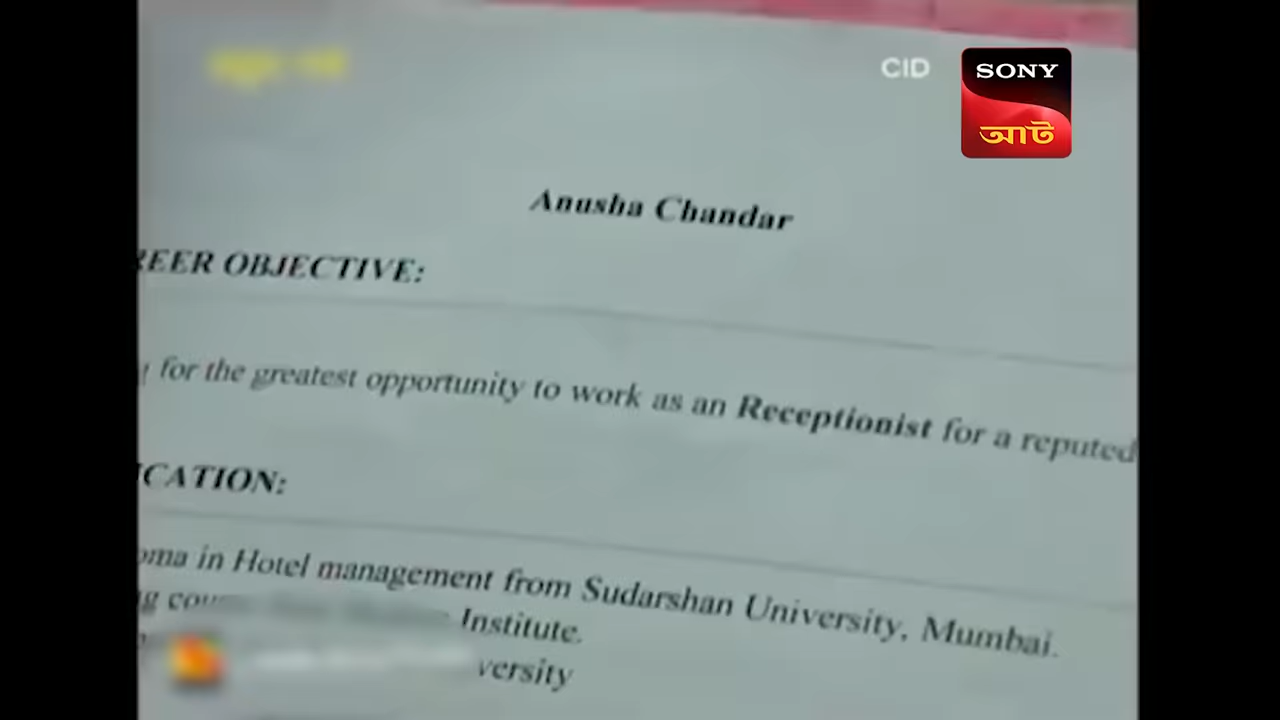 CID
SONY
আট
Anusha Chandar
REER OBJECTIVE:
for the greatest opportunity to work as an Receptionist for a reputed
CATION:
oma in Hotel management from Sudarshan University, Mumbai.
g Institute.
versity